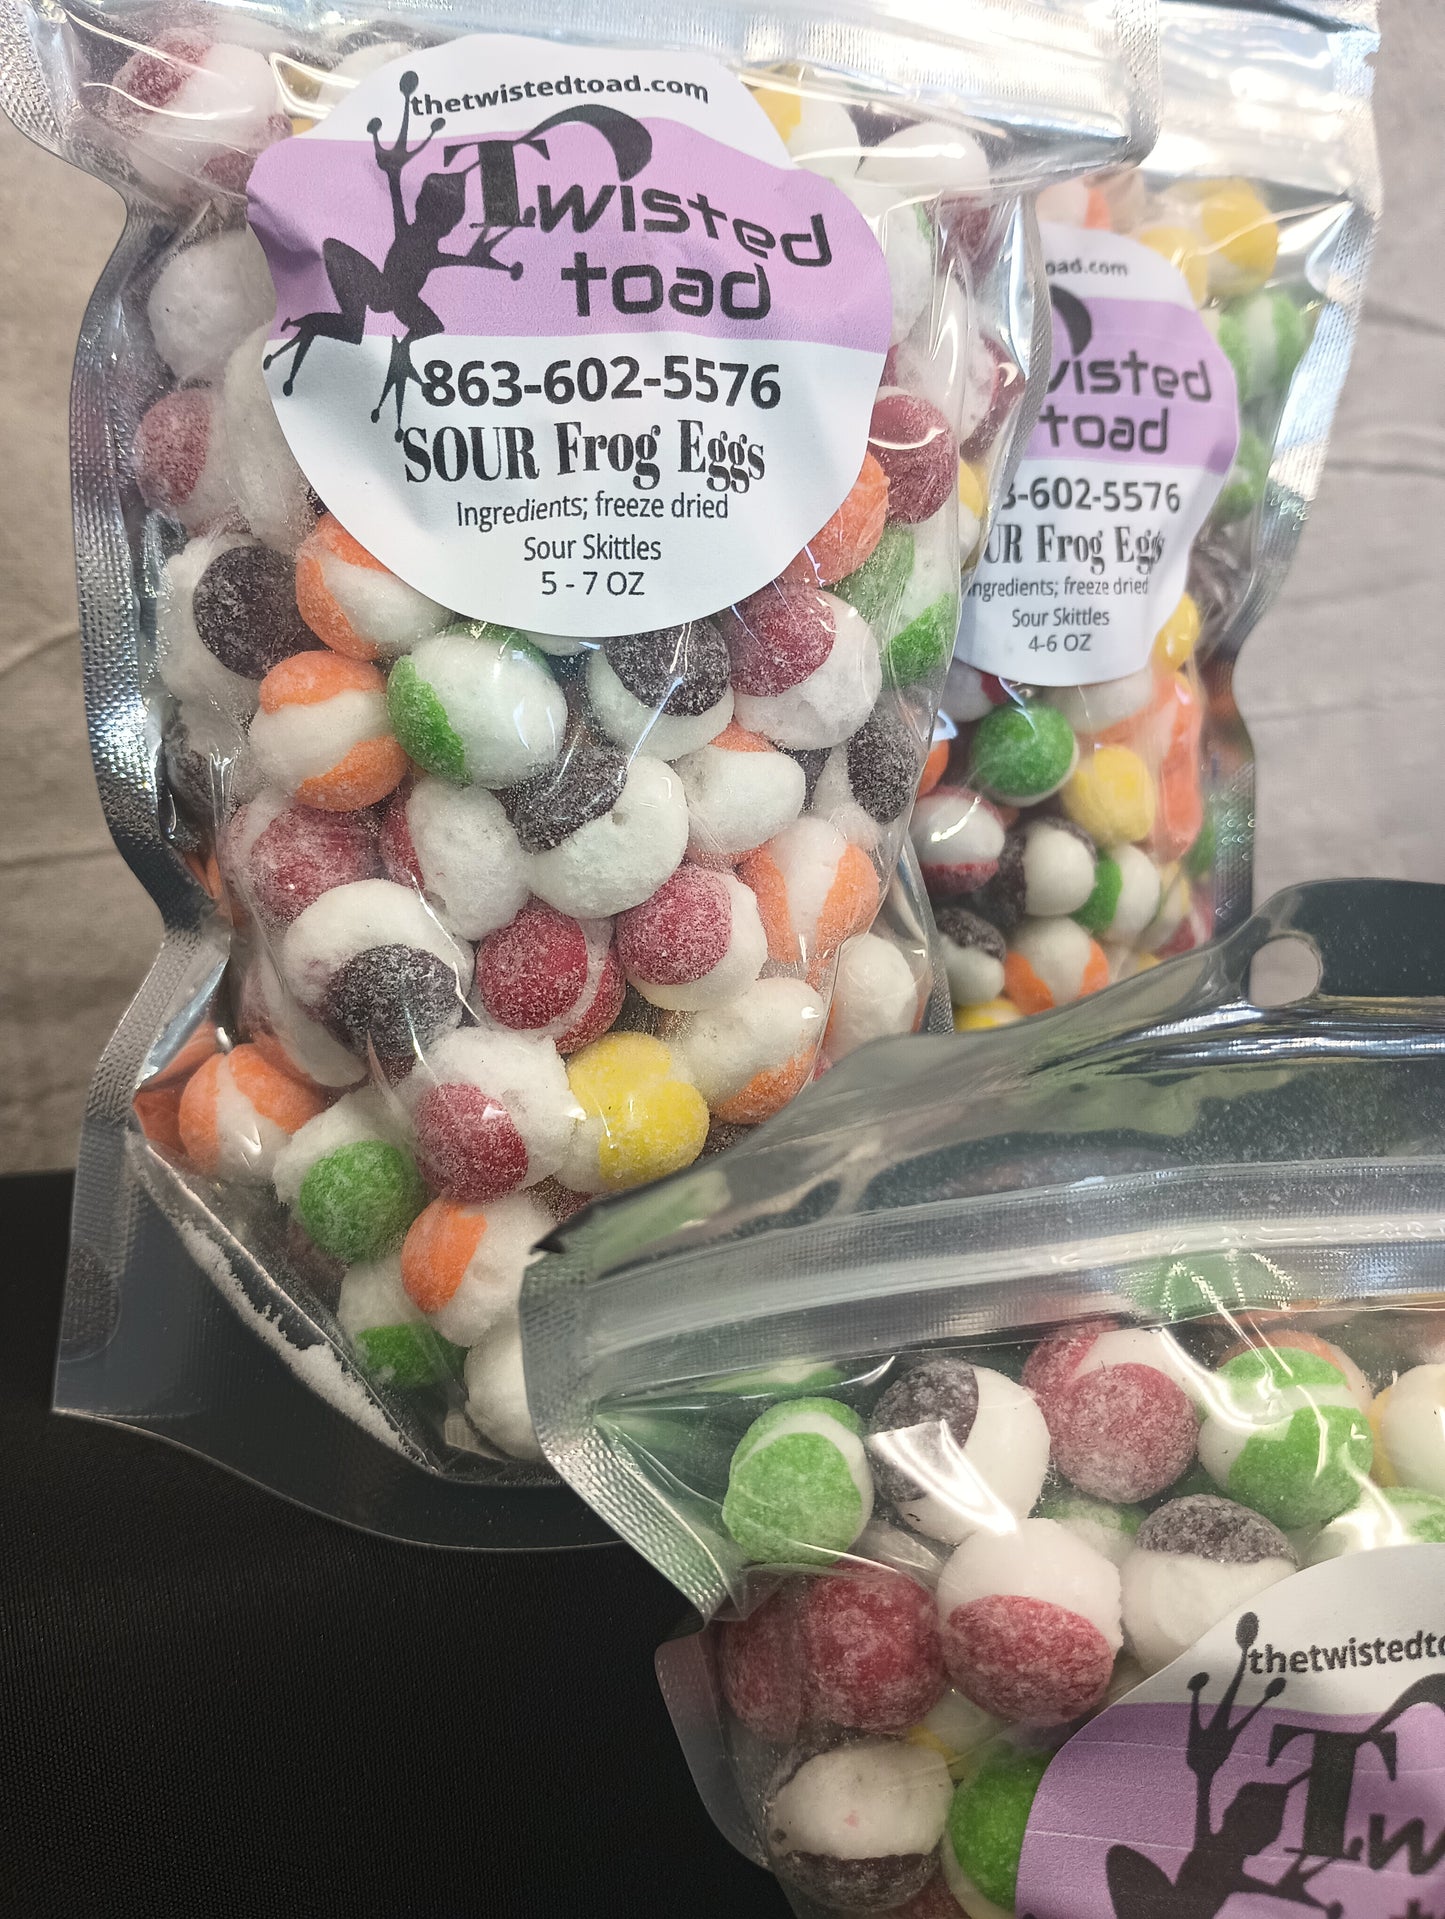 thetwistedtoad.com
Twisted
toad
863-602-5576
SOUR Frog Eggs
Ingredients; freeze dried
Sour Skittles
5 - 7 OZ
oad.com
wisted
toad
3-602-5576
UR Frog Eggs
ngredients; freeze dried
Sour Skittles
4-6 OZ
thetwistedto
Tw